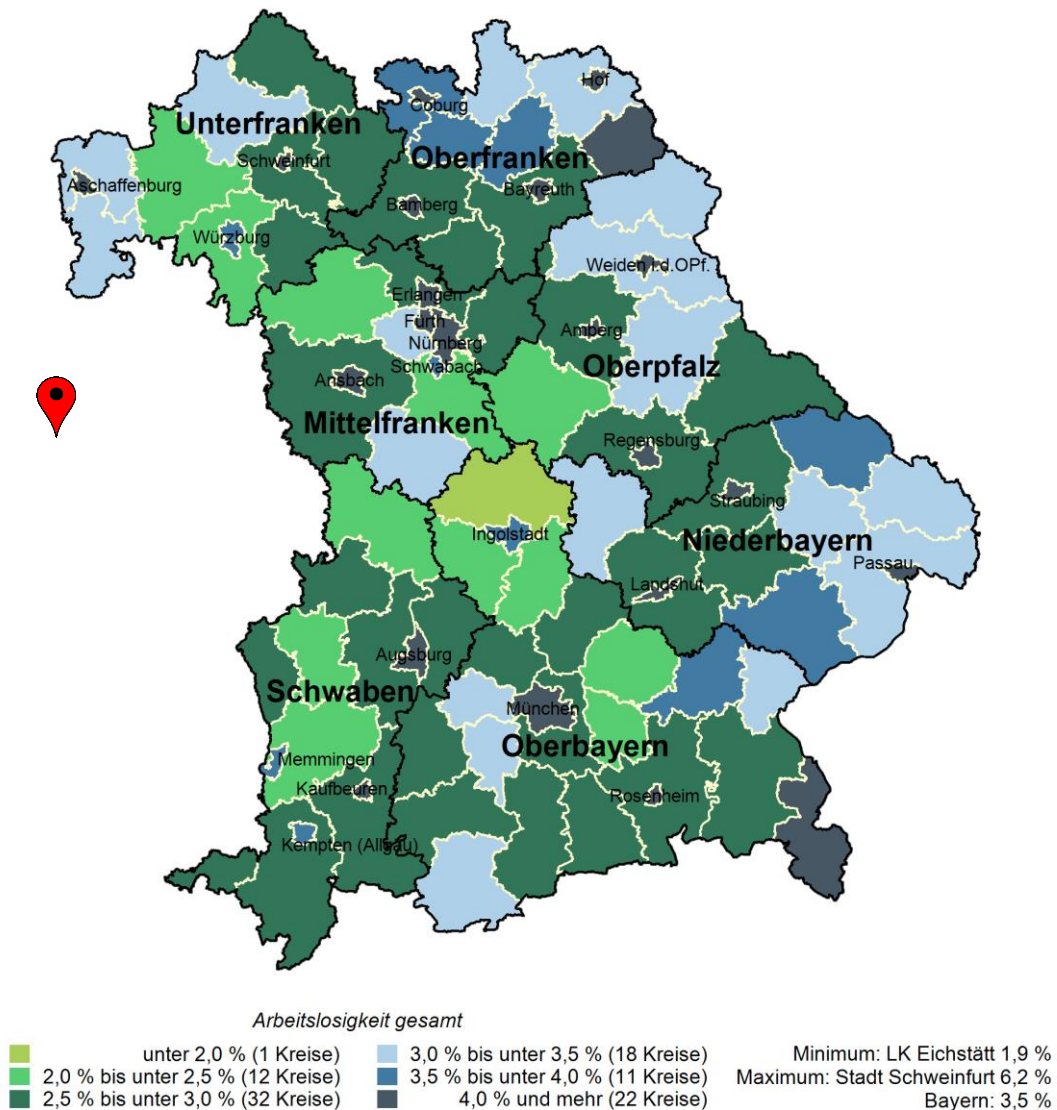 Hof
Coburg
Unterfranken
Oberfranken
Schweinfurt
Aschaffenburg
Bayreuth
Bamberg
Würzburg
Weiden i.d.OPf.
Erlangen
Fürth
Amberg
Nürnberg
Schwabach
Oberpfalz
Ansbach
Mittelfranken
Regensburg
Straubing
Ingolstadt
Niederbayern
Passau
Landshut
Augsburg
Schwaben
München
Oberbayern
Memmingen
Kaufbeuren
Rosenheim
Kempten (Allgäu)
Arbeitslosigkeit gesamt
unter 2,0 % (1 Kreise)
2,0 % bis unter 2,5 % (12 Kreise)
2,5 % bis unter 3,0 % (32 Kreise)
3,0 % bis unter 3,5 % (18 Kreise)
3,5 % bis unter 4,0 % (11 Kreise)
4,0 % und mehr (22 Kreise)
Minimum: LK Eichstätt 1,9 %
Maximum: Stadt Schweinfurt 6,2 %
Bayern: 3,5 %